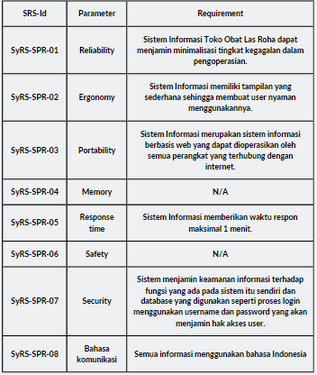 SRS-Id Parameter Requirement
SyRS-SPR-01 Reliability Sistem Informasi Toko Obat Las Roha dapat
menjamin minimalisasi tingkat kegagalan dalam
pengoperasian.
SyRS-SPR-02 Ergonomy Sistem Informasi memiliki tampilan yang
sederhana sehingga membuat user nyaman
menggunakannya.
SyRS-SPR-03 Portability Sistem Informasi merupakan sistem informasi
berbasis web yang dapat dioperasikan oleh
semua perangkat yang terhubung dengan
internet.
SyRS-SPR-04 Memory N/A
SyRS-SPR-05 Response
time Sistem Informasi memberikan waktu respon
maksimal 1 menit.
SyRS-SPR-06 Safety N/A
SyRS-SPR-07 Security Sistem menjamin keamanan informasi terhadap
fungsi yang ada pada sistem itu sendiri dan
database yang digunakan seperti proses login
menggunakan username dan password yang akan
menjamin hak akses user.
SyRS-SPR-08 Bahasa
komunikasi Semua informasi menggunakan bahasa Indonesia